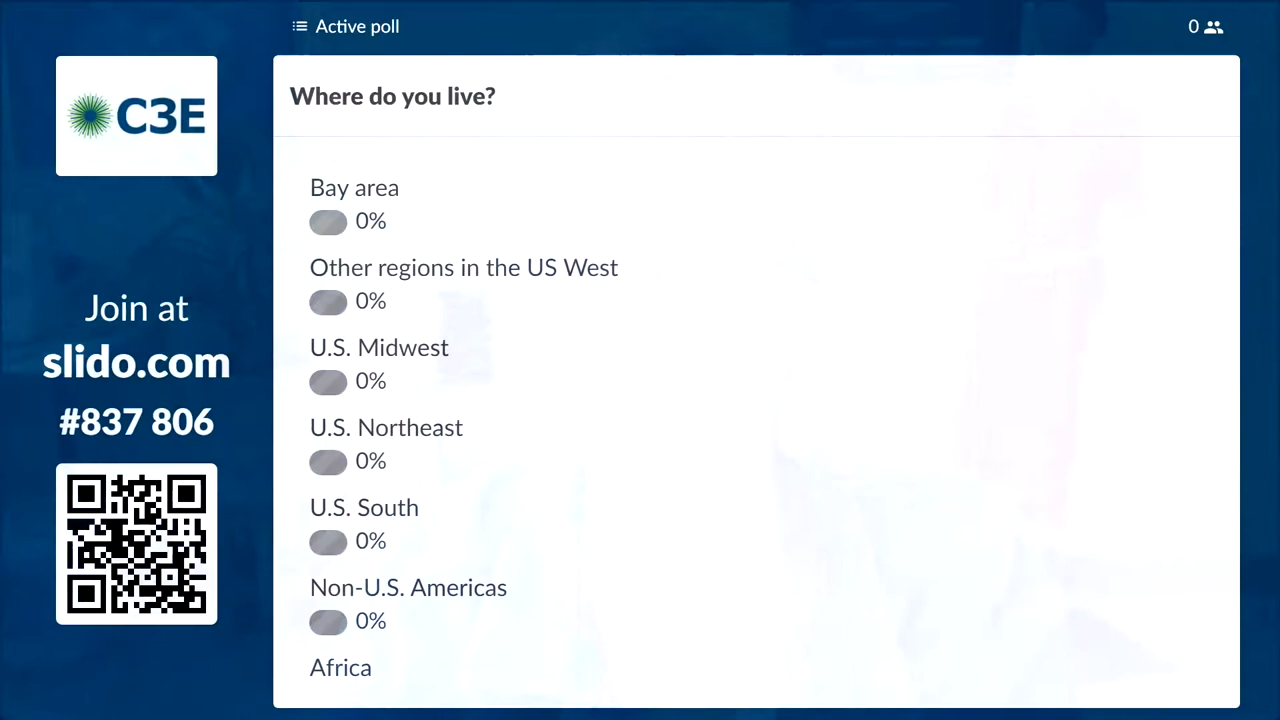 Active poll
0
C3E
Where do you live?
Bay area
0%
Other regions in the US West
0%
U.S. Midwest
0%
U.S. Northeast
0%
U.S. South
0%
Non-U.S. Americas
0%
Africa
Join at
slido.com
#837 806